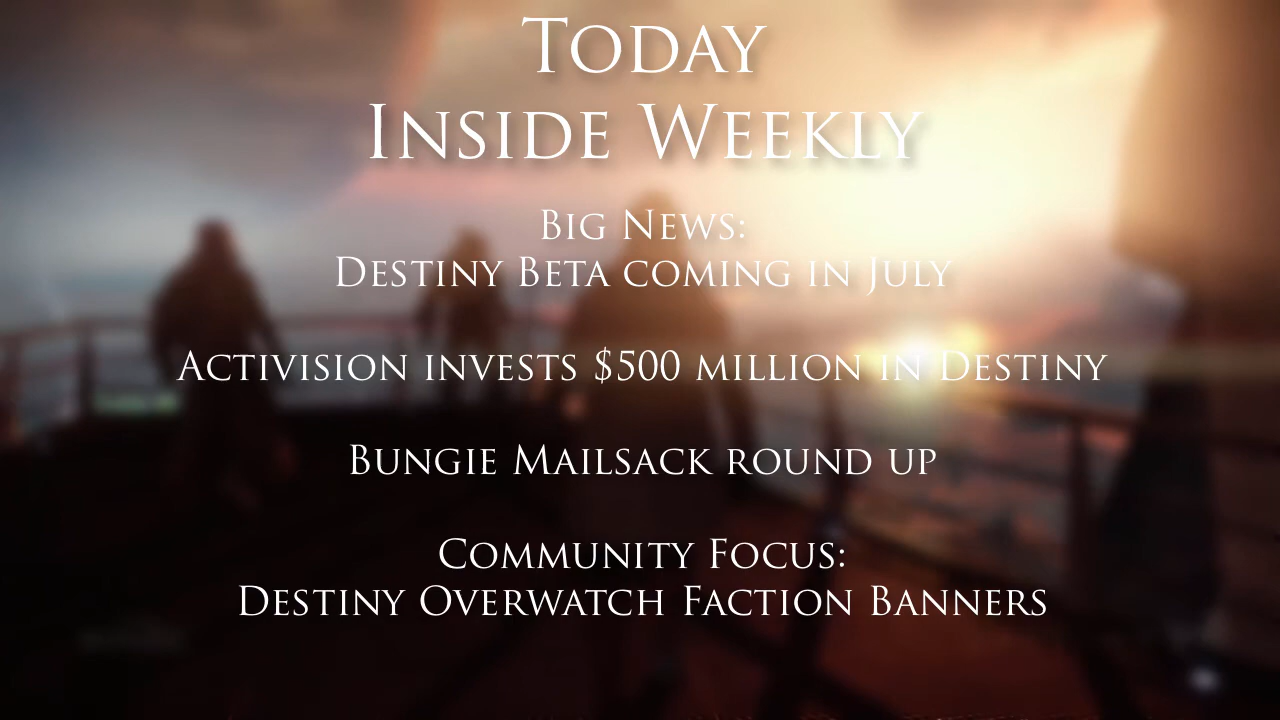 Today
Inside Weekly
Big News:
Destiny Beta coming in July
Activision invests $500 million in Destiny
Bungie Mailsack round up
Community Focus:
Destiny Overwatch Faction Banners